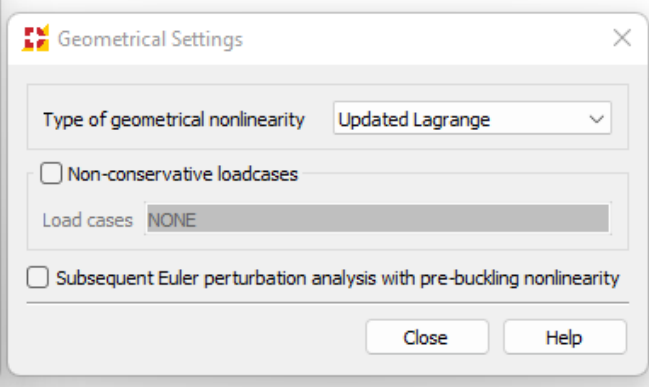 Geometrical Settings
Type of geometrical nonlinearity Updated Lagrange
Non-conservative loadcases
Load cases NONE
Subsequent Euler perturbation analysis with pre-buckling nonlinearity
Close Help